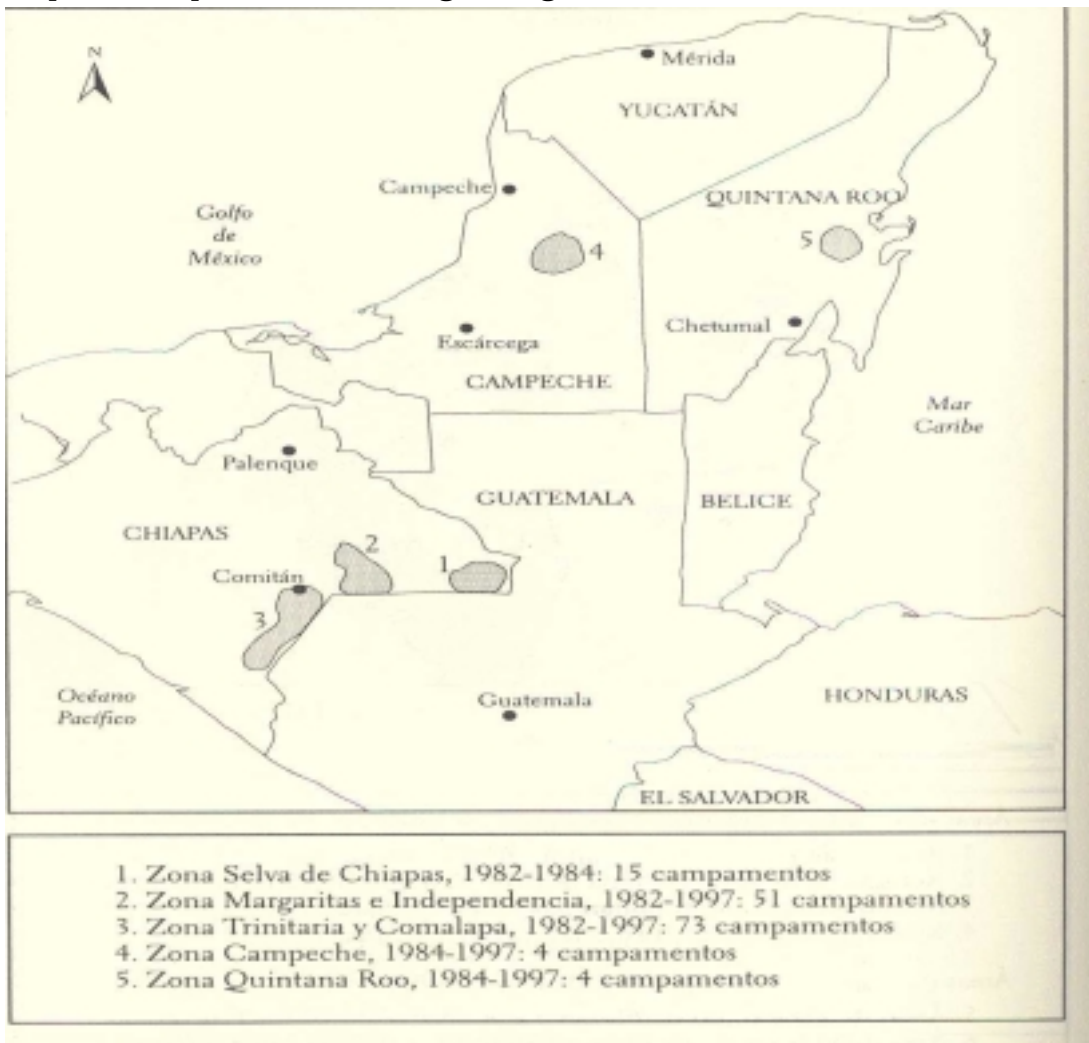 N
Mérida
YUCATÁN
Campeche
QUINTANA ROO
Golfo
de
México
4
5
Chetumal
Escárcega
CAMPECHE
Mar
Caribe
Palenque
GUATEMALA
BELICE
CHIAPAS
2
1
Comitán
3
Océano
Pacífico
Guatemala
HONDURAS
EL SALVADOR
1. Zona Selva de Chiapas, 1982-1984: 15 campamentos
2. Zona Margaritas e Independencia, 1982-1997: 51 campamentos
3. Zona Trinitaria y Comalapa, 1982-1997: 73 campamentos
4. Zona Campeche, 1984-1997: 4 campamentos
5. Zona Quintana Roo, 1984-1997: 4 campamentos